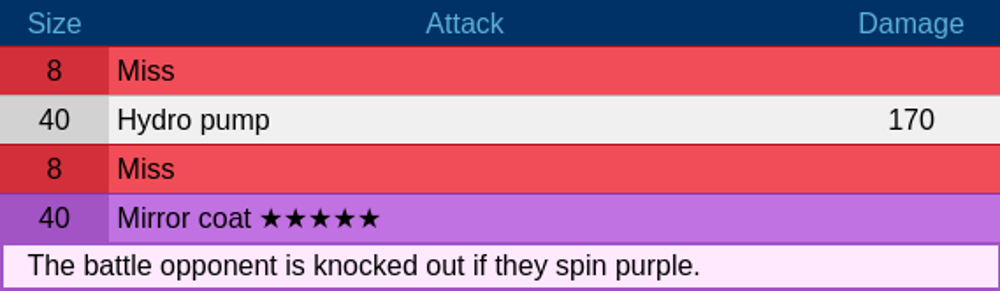 Size Attack Damage
8 Miss
40 Hydro pump 170
8 Miss
40 Mirror coat ★★★★★
The battle opponent is knocked out if they spin purple.